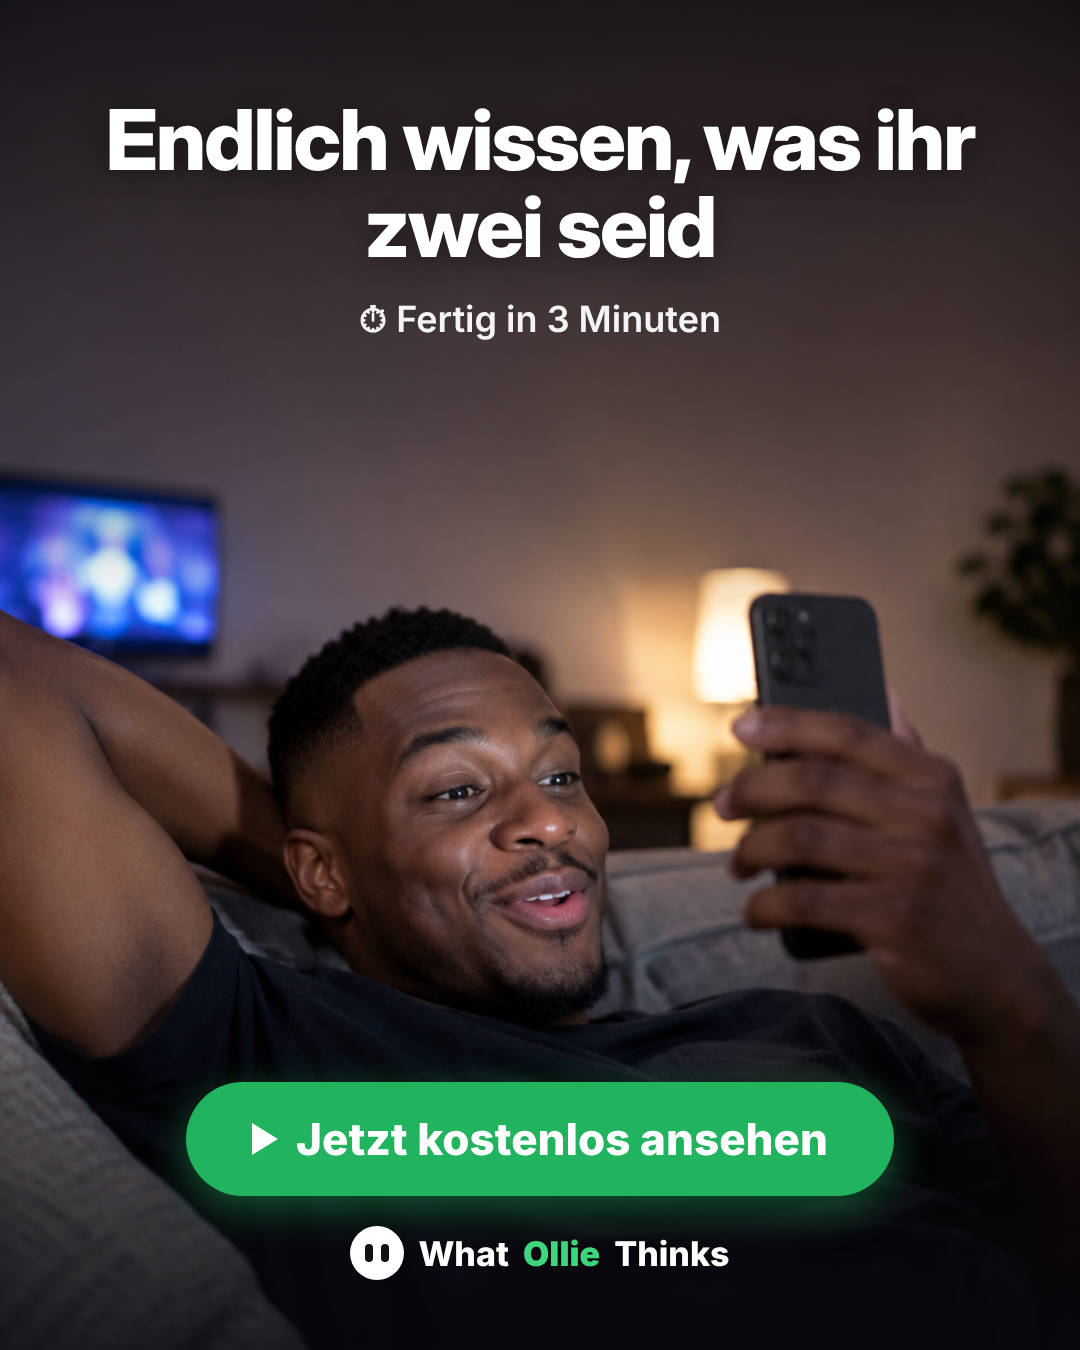 Endlich wissen, was ihr
zwei seid
⏱ Fertig in 3 Minuten
▶ Jetzt kostenlos ansehen
What Ollie Thinks